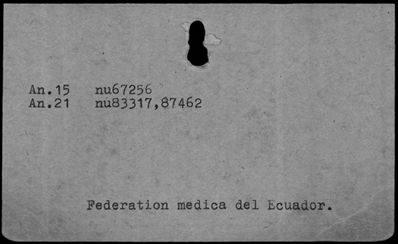 An.15 nu67256
An.21 nu83317,87462
Federation medica del Ecuador.